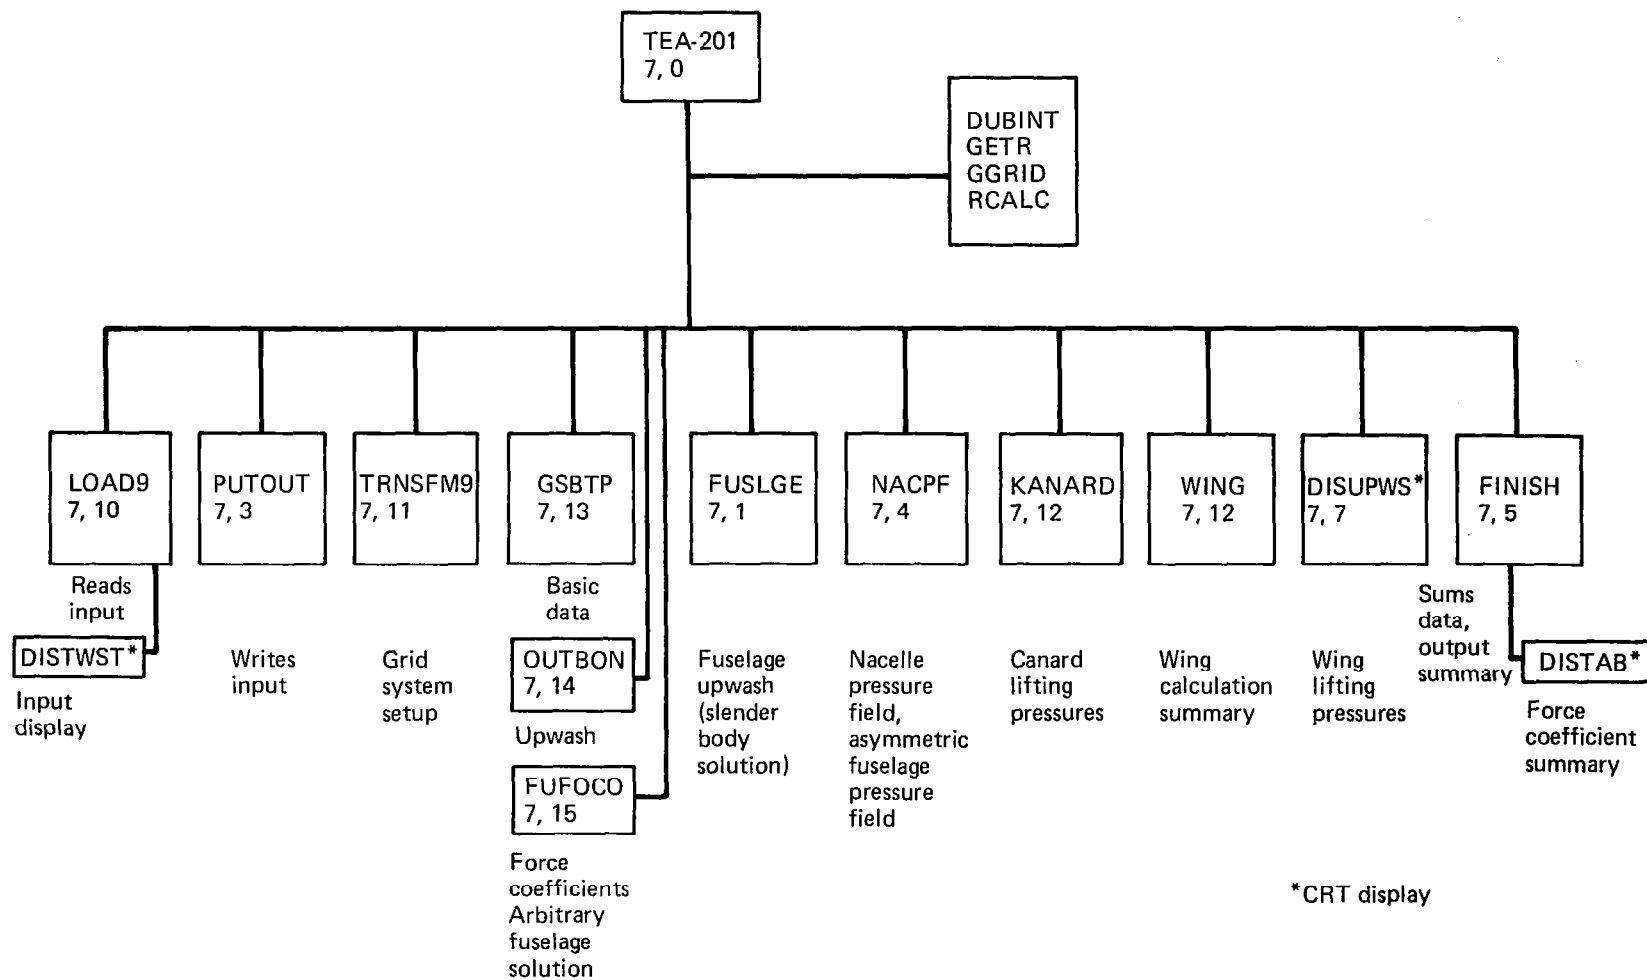 TEA-201
7, 0
DUBINT
GETR
GGRID
RCALC
LOAD9
7, 10
Reads
input
DISTWST*
Input
display
PUTOUT
7, 3
Writes
input
TRNSFM9
7, 11
Grid
system
setup
GSBTP
7, 13
Basic
data
OUTBON
7, 14
Upwash
FUFOCO
7, 15
Force
coefficients
Arbitrary
fuselage
solution
FUSLGE
7, 1
Fuselage
upwash
(slender
body
solution)
NACPF
7, 4
Nacelle
pressure
field,
asymmetric
fuselage
pressure
field
KANARD
7, 12
Canard
lifting
pressures
WING
7, 12
Wing
calculation
summary
DISUPWS*
7, 7
Wing
lifting
pressures
FINISH
7, 5
Sums
data,
output
summary
DISTAB*
Force
coefficient
summary
*CRT display